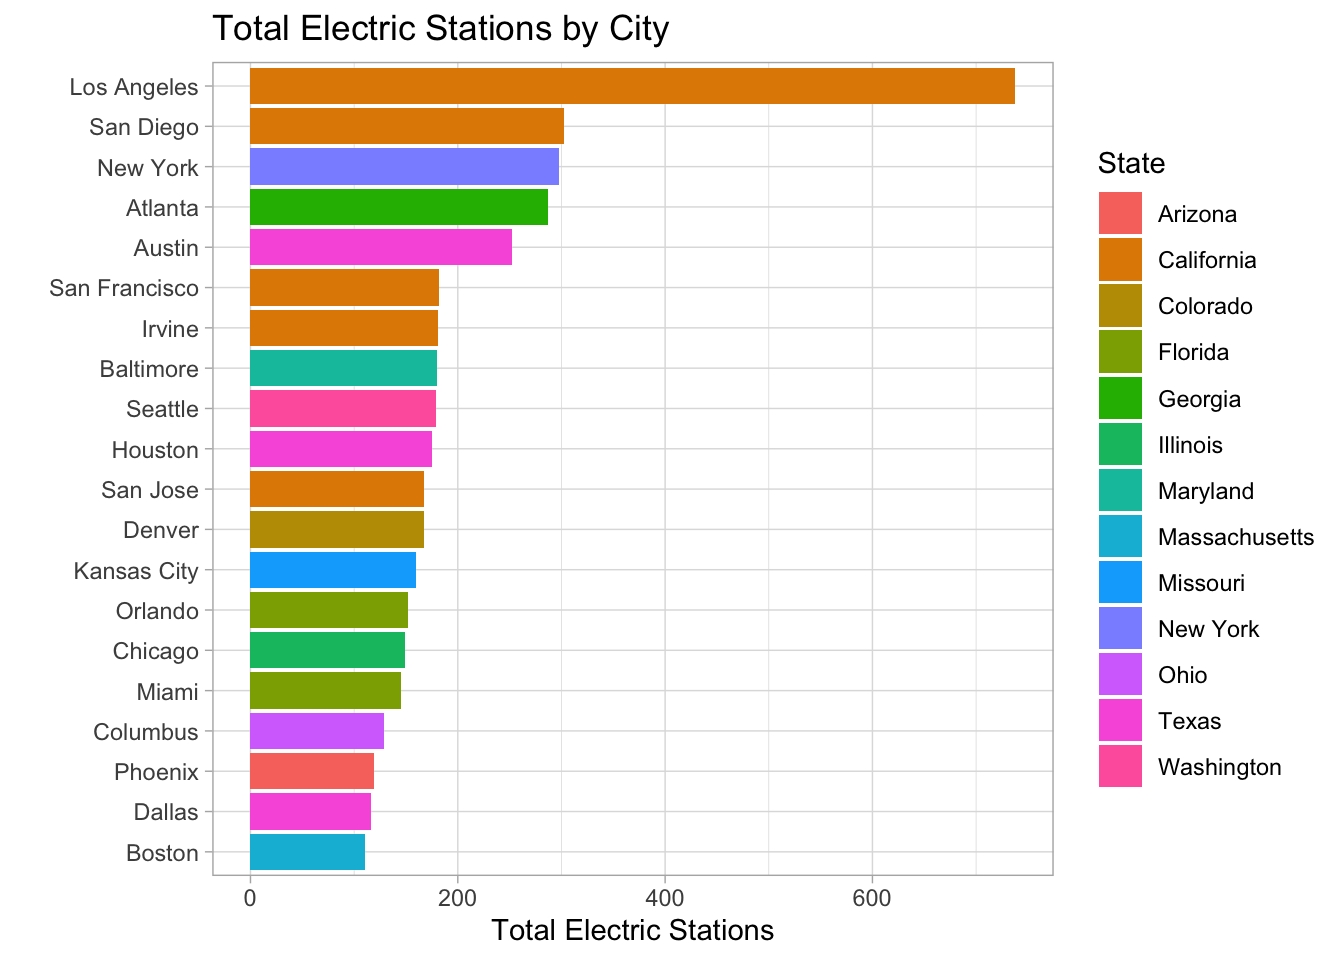 Total Electric Stations by City
Los Angeles
San Diego
New York
Atlanta
Austin
San Francisco
Irvine
Baltimore
Seattle
Houston
San Jose
Denver
Kansas City
Orlando
Chicago
Miami
Columbus
Phoenix
Dallas
Boston
0 200 400 600
Total Electric Stations
State
Arizona
California
Colorado
Florida
Georgia
Illinois
Maryland
Massachusetts
Missouri
New York
Ohio
Texas
Washington